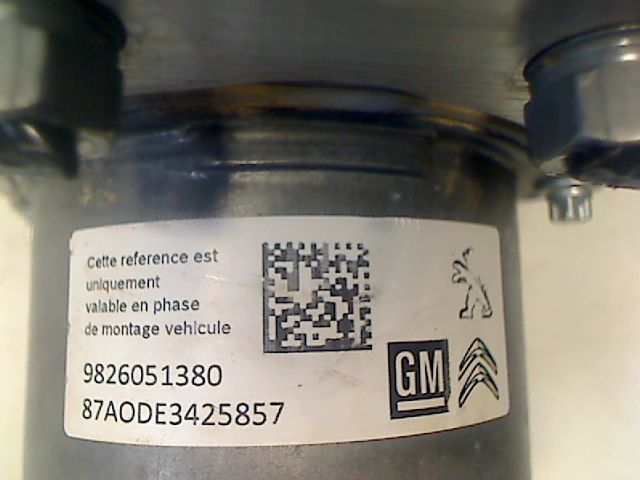 Cette reference est
uniquement
valable en phase
de montage vehicule
9826051380
87AODE3425857
GM